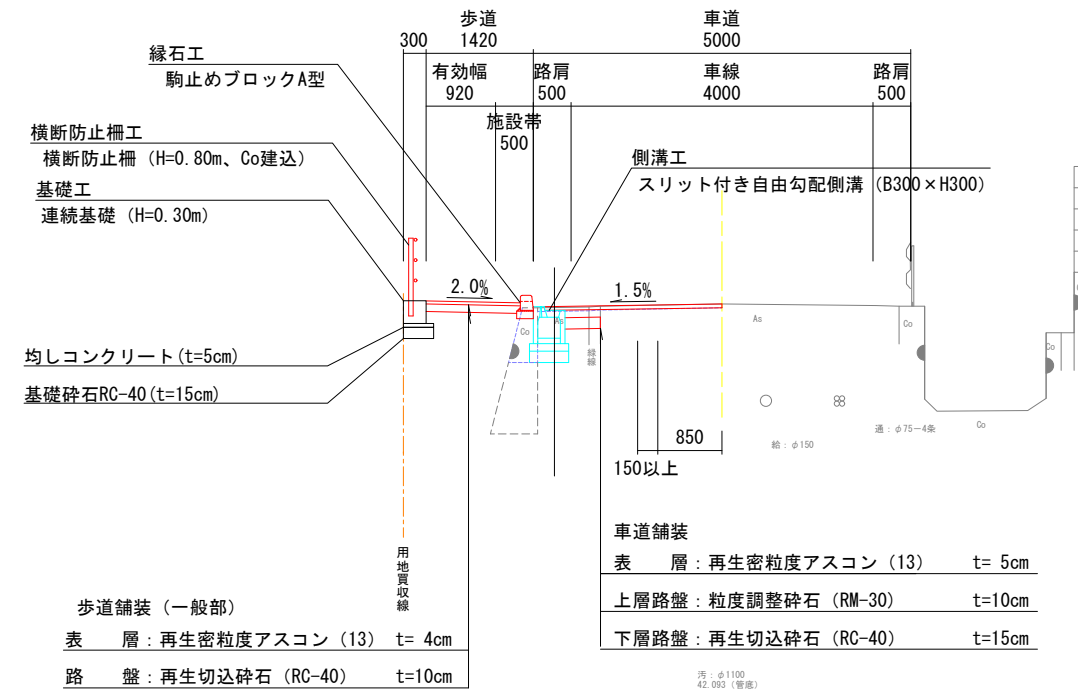 歩道
車道
300
1420
5000
縁石工
駒止めブロックA型
有効幅
路肩
車線
路肩
920
500
4000
500
施設帯
500
横断防止柵工
横断防止柵（H=0.80m、Co建込）
側溝工
スリット付き自由勾配側溝（B300×H300）
基礎工
連続基礎（H=0.30m）
2.0%
1.5%
As
As
Co
Co
Co
縁線
均しコンクリート(t=5cm)
基礎砕石RC-40(t=15cm)
850
150以上
給：φ150
通：φ75－4条
Co
用地買収線
車道舗装
表　層：再生密粒度アスコン（13）　t= 5cm
上層路盤：粒度調整砕石（RM-30）　t=10cm
下層路盤：再生切込砕石（RC-40）　t=15cm
歩道舗装（一般部）
表　層：再生密粒度アスコン（13）　t= 4cm
路　盤：再生切込砕石（RC-40）　t=10cm
汚：φ1100
42.093（管底）